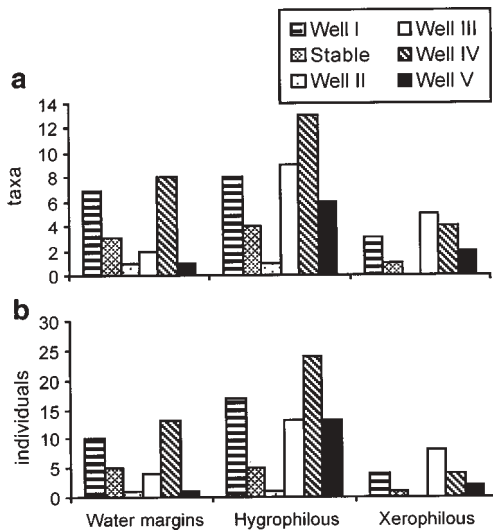 Well I Well III
Stable Well IV
Well II Well V
a
14
12
10
8
6
4
2
0
taxa
b
30
25
20
15
10
5
0
individuals
Water margins Hygrophilous Xerophilous